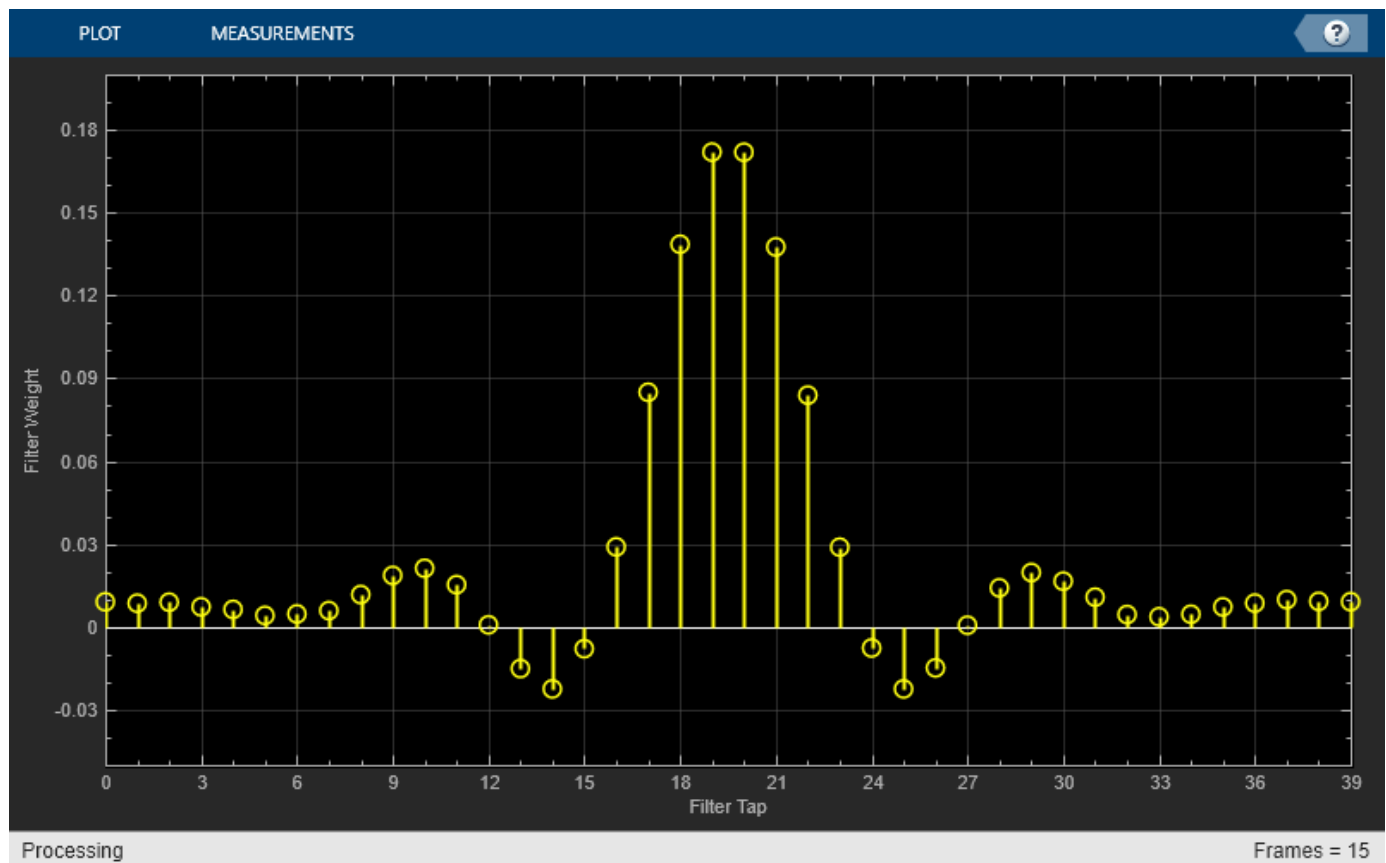 PLOT MEASUREMENTS ?
0.18
0.15
0.12
0.09
0.06
0.03
0
-0.03
Filter Weight
0 3 6 9 12 15 18 21 24 27 30 33 36 39
Filter Tap
Processing Frames = 15